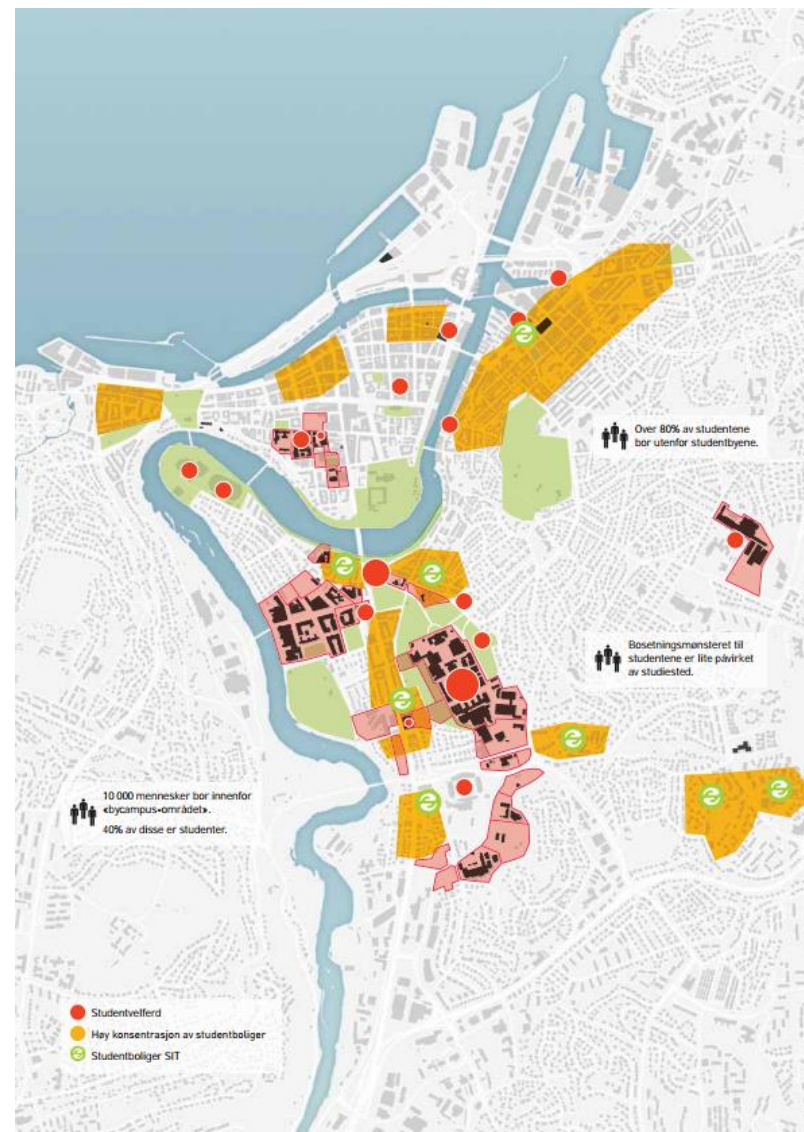 Over 80% av studentene
bor utenfor studentbyene.
Bosetningsmønsteret til
studentene er lite påvirket
av studiested.
10 000 mennesker bor innenfor
«bycampus-området».
40% av disse er studenter.
Studentvelferd
Høy konsentrasjon av studentboliger
Studentboliger SIT